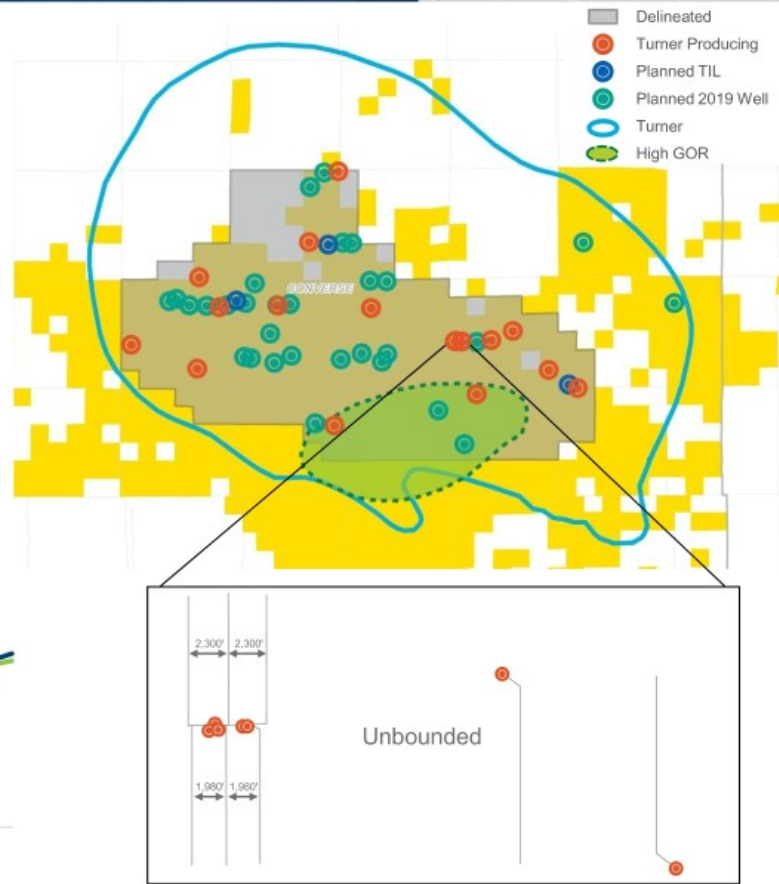 Delineated
Turner Producing
Planned TIL
Planned 2019 Well
Turner
High GOR
CONVERSE
2,300' 2,300'
Unbounded
1,980' 1,980'